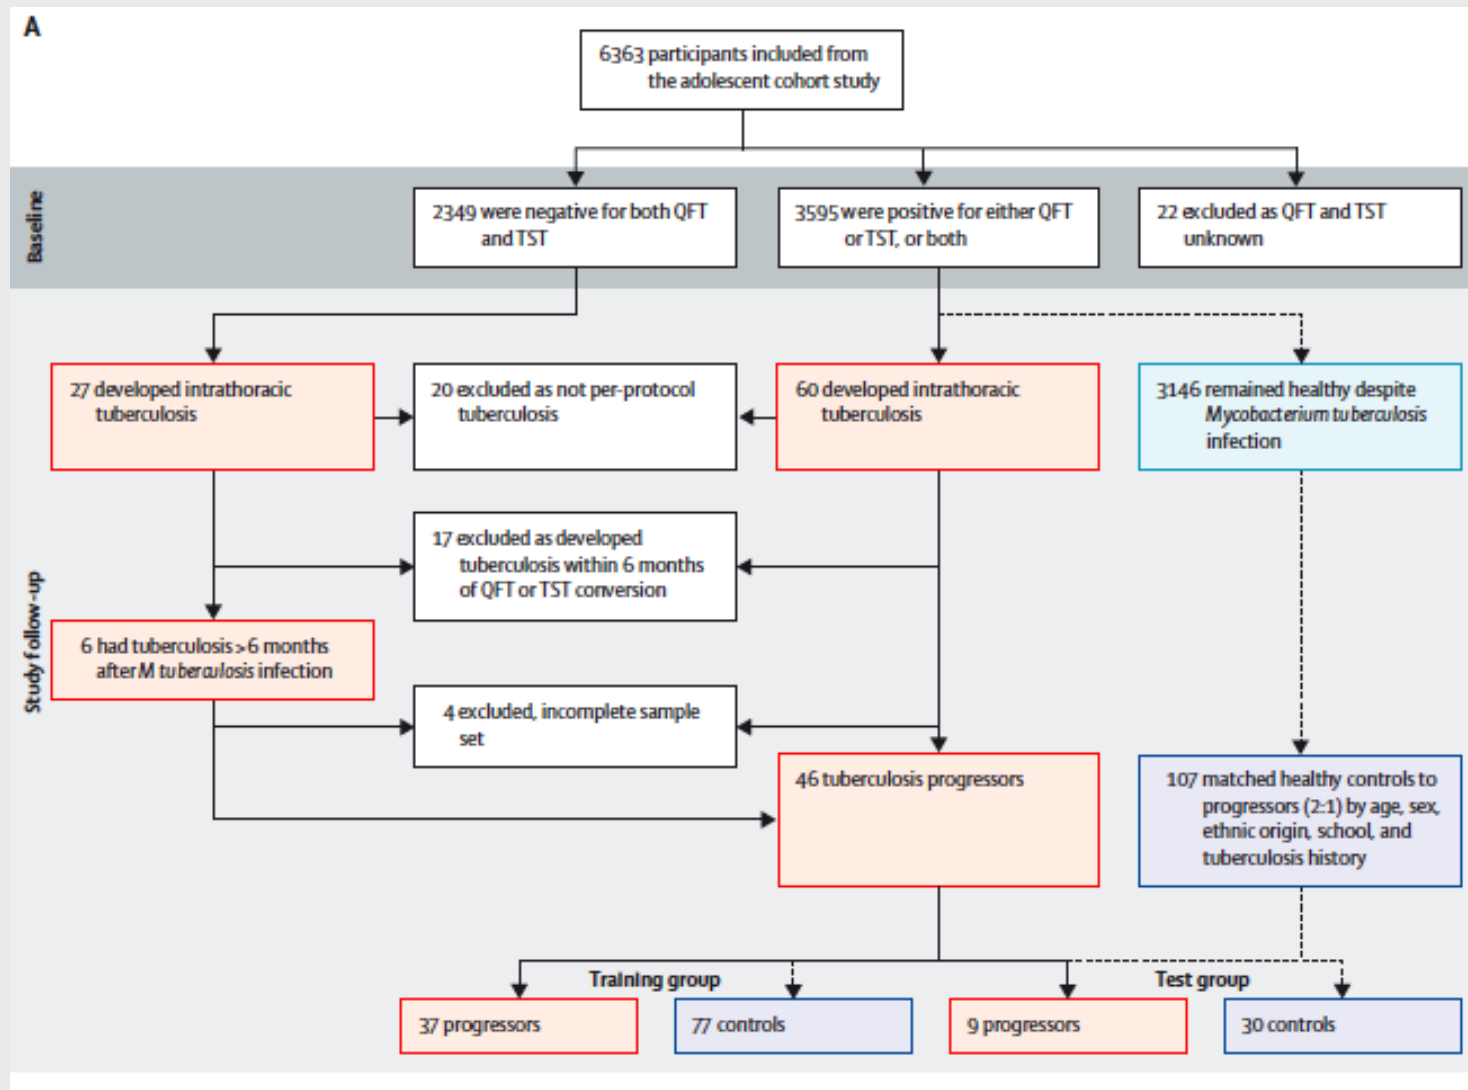 A
6363 participants included from
the adolescent cohort study
Baseline
2349 were negative for both QFT
and TST
3595 were positive for either QFT
or TST, or both
22 excluded as QFT and TST
unknown
Study follow-up
27 developed intrathoracic
tuberculosis
20 excluded as not per-protocol
tuberculosis
60 developed intrathoracic
tuberculosis
3146 remained healthy despite
Mycobacterium tuberculosis
infection
17 excluded as developed
tuberculosis within 6 months
of QFT or TST conversion
6 had tuberculosis >6 months
after M tuberculosis infection
4 excluded, incomplete sample
set
46 tuberculosis progressors
107 matched healthy controls to
progressors (2:1) by age, sex,
ethnic origin, school, and
tuberculosis history
Training group
Test group
37 progressors
77 controls
9 progressors
30 controls